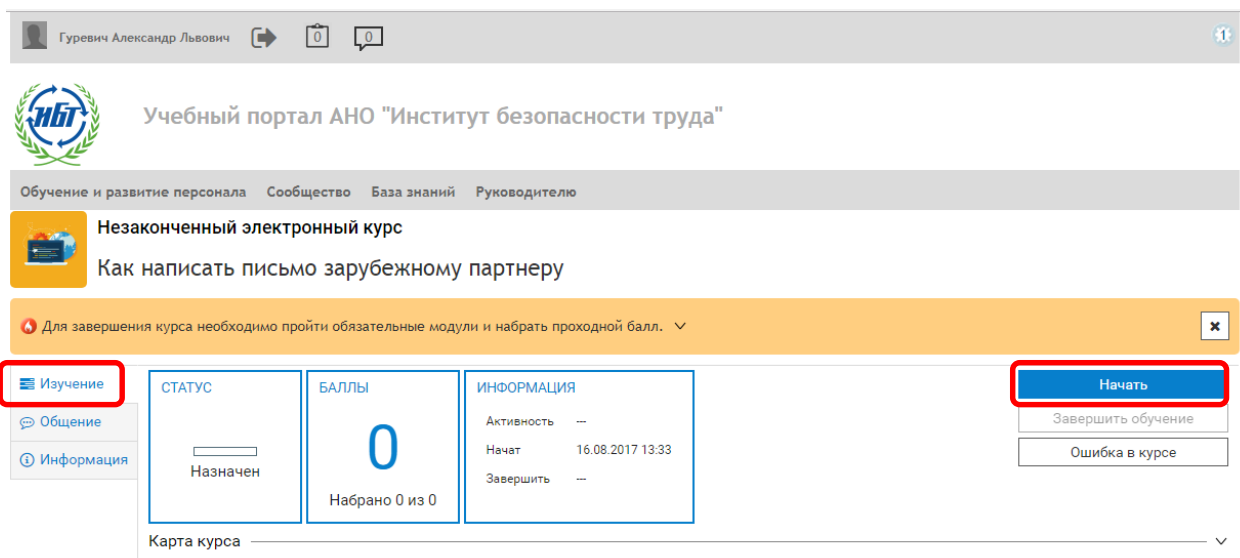 Гуревич Александр Львович 0 0 1
ИБТ
Учебный портал АНО "Институт безопасности труда"
Обучение и развитие персонала Сообщество База знаний Руководителю
Незаконченный электронный курс
Как написать письмо зарубежному партнеру
Для завершения курса необходимо пройти обязательные модули и набрать проходной балл.
Изучение
Общение
Информация
СТАТУС
Назначен
БАЛЛЫ
0
Набрано 0 из 0
ИНФОРМАЦИЯ
Активность ---
Начат 16.08.2017 13:33
Завершить ---
Начать
Завершить обучение
Ошибка в курсе
Карта курса